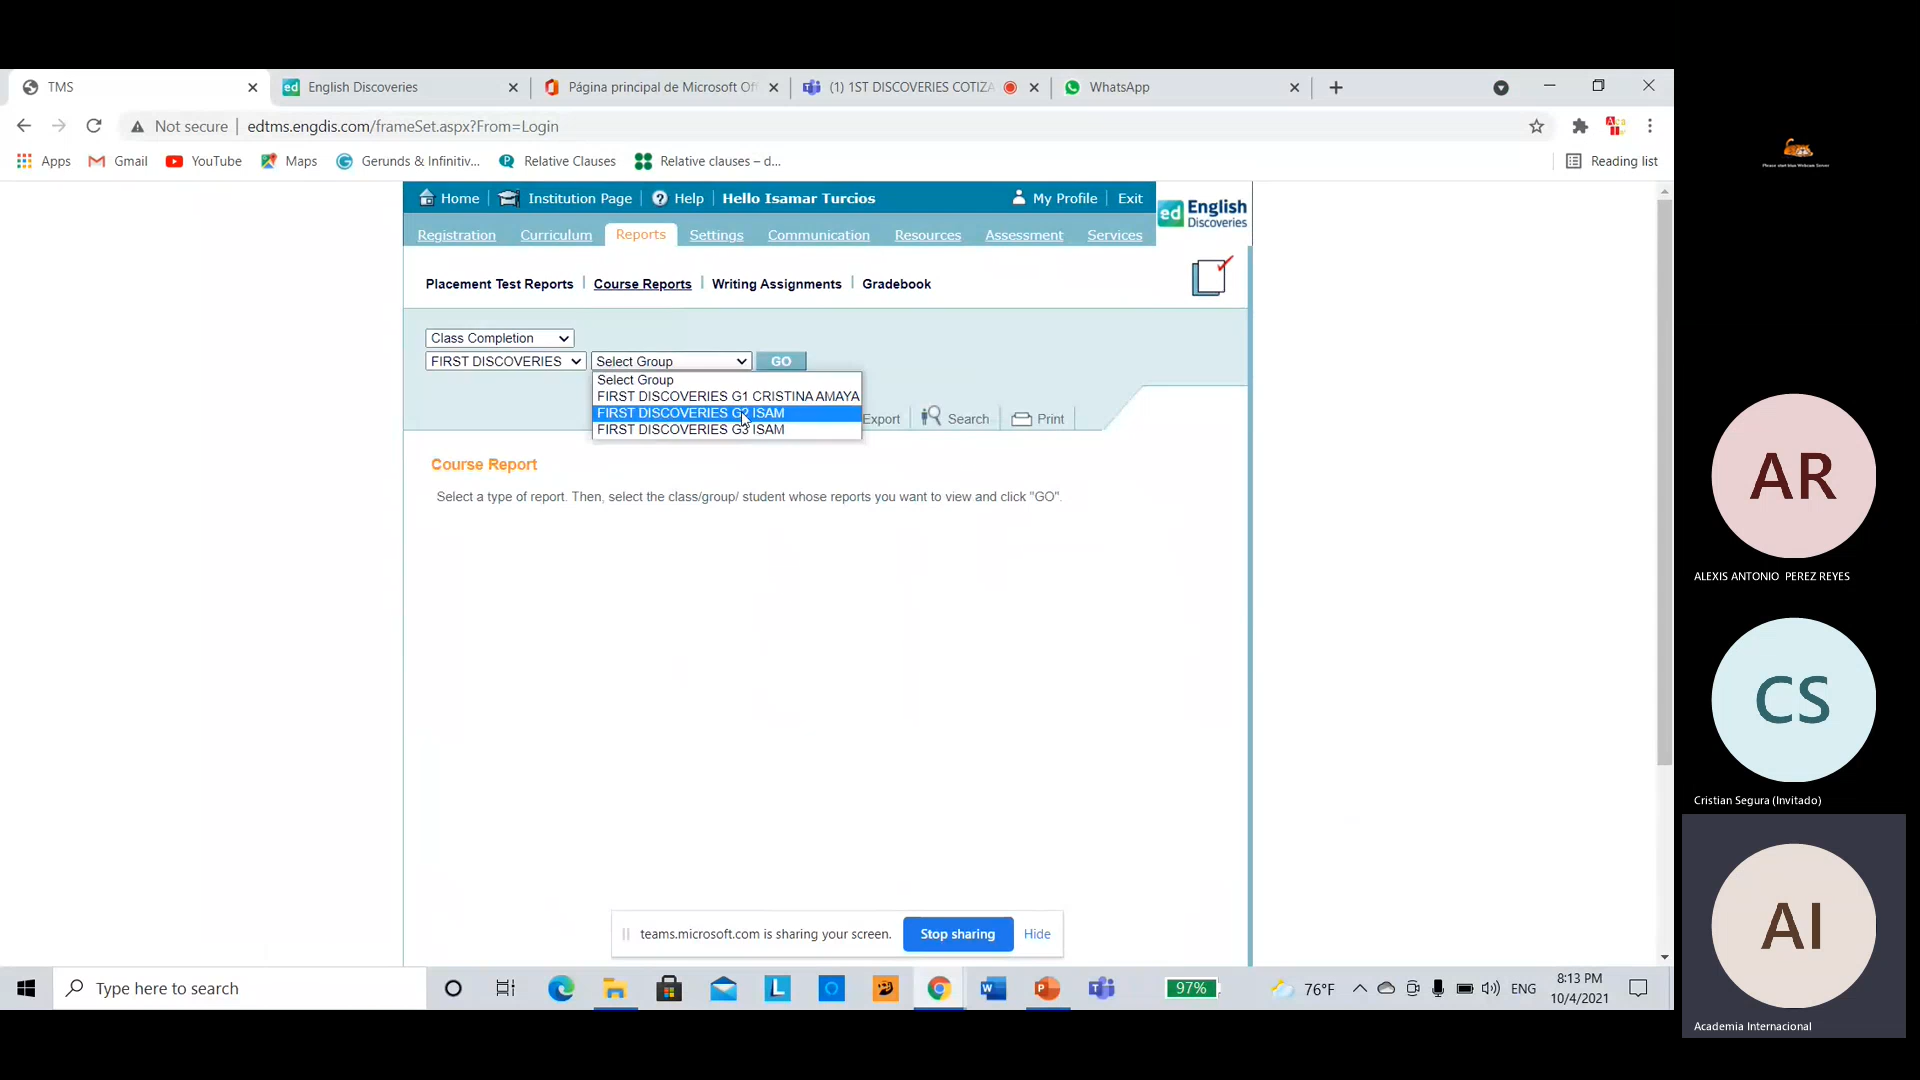 TMS
English Discoveries
Página principal de Microsoft Of
(1) 1ST DISCOVERIES COTIZA
WhatsApp
Not secure
edtms.engdis.com/frameSet.aspx?From=Login
Apps
Gmail
YouTube
Maps
Gerunds & Infinitiv...
Relative Clauses
Relative clauses – d...
Reading list
Home
Institution Page
Help
Hello Isamar Turcios
My Profile
Exit
ed English Discoveries
Registration
Curriculum
Reports
Settings
Communication
Resources
Assessment
Services
Placement Test Reports
Course Reports
Writing Assignments
Gradebook
Class Completion
FIRST DISCOVERIES
Select Group
GO
Select Group
FIRST DISCOVERIES G1 CRISTINA AMAYA
FIRST DISCOVERIES G2 ISAM
FIRST DISCOVERIES G3 ISAM
Export
Search
Print
Course Report
Select a type of report. Then, select the class/group/ student whose reports you want to view and click "GO".
teams.microsoft.com is sharing your screen.
Stop sharing
Hide
Type here to search
97%
76°F
ENG
8:13 PM
10/4/2021
AR
ALEXIS ANTONIO PEREZ REYES
CS
Cristian Segura (Invitado)
AI
Academia Internacional